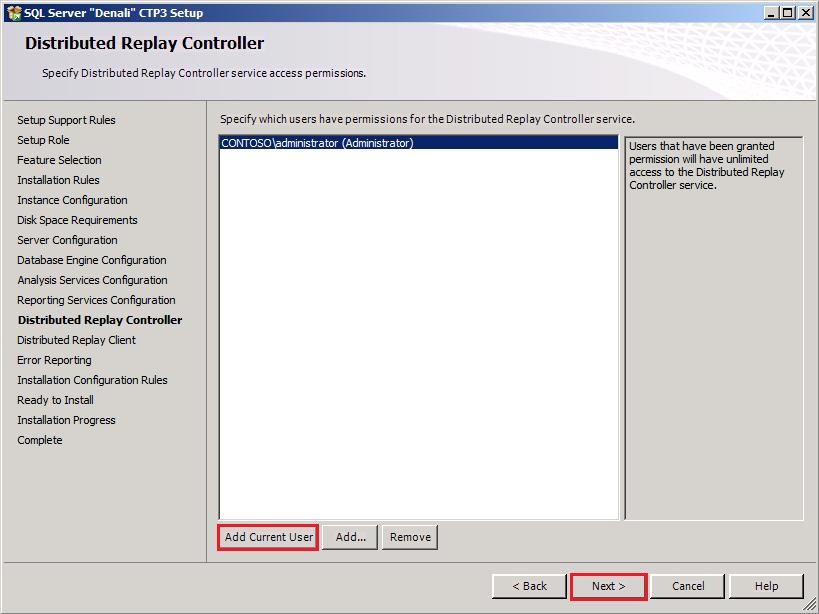 SQL Server "Denali" CTP3 Setup
Distributed Replay Controller
Specify Distributed Replay Controller service access permissions.
Setup Support Rules
Setup Role
Feature Selection
Installation Rules
Instance Configuration
Disk Space Requirements
Server Configuration
Database Engine Configuration
Analysis Services Configuration
Reporting Services Configuration
Distributed Replay Controller
Distributed Replay Client
Error Reporting
Installation Configuration Rules
Ready to Install
Installation Progress
Complete
Specify which users have permissions for the Distributed Replay Controller service.
CONTOSO\administrator (Administrator)
Users that have been granted
permission will have unlimited
access to the Distributed Replay
Controller service.
Add Current User
Add...
Remove
< Back
Next >
Cancel
Help